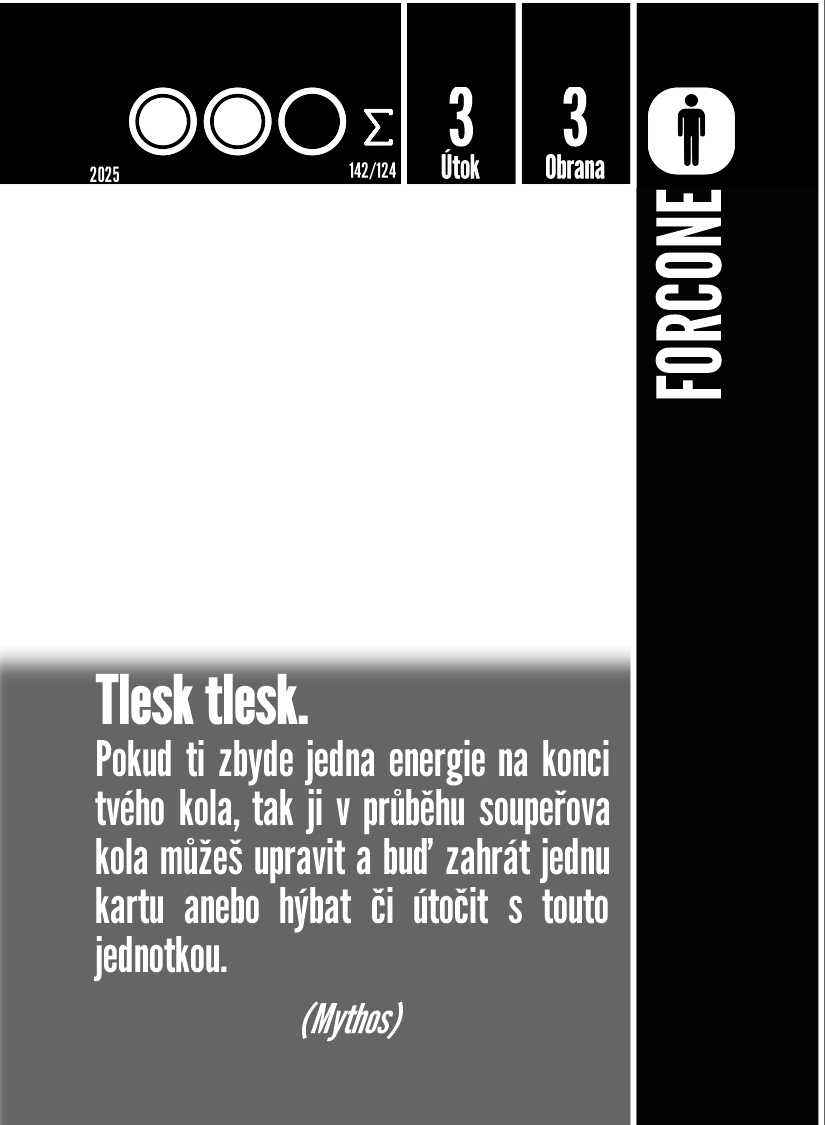 2025
Σ
142/124
3
Útok
3
Obrana
FORCONE
Tlesk tlesk.
Pokud ti zbyde jedna energie na konci
tvého kola, tak ji v průběhu soupeřova
kola můžeš upravit a buď zahrát jednu
kartu anebo hýbat či útočit s touto
jednotkou.
(Mythos)